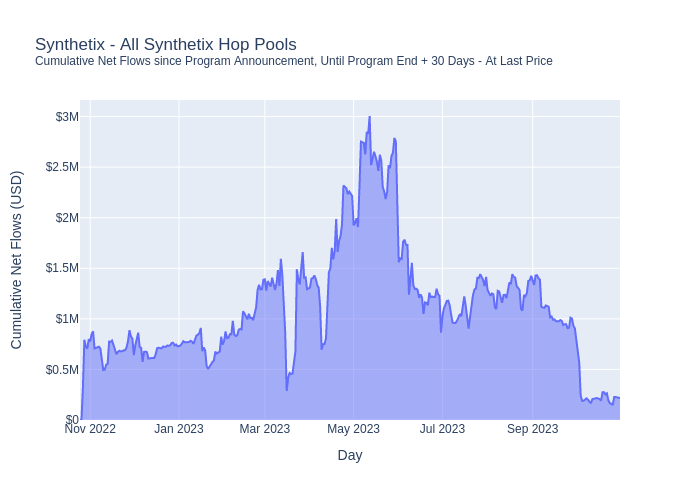 Synthetix - All Synthetix Hop Pools
Cumulative Net Flows since Program Announcement, Until Program End + 30 Days - At Last Price
Cumulative Net Flows (USD)
$3M
$2.5M
$2M
$1.5M
$1M
$0.5M
$0
Nov 2022 Jan 2023 Mar 2023 May 2023 Jul 2023 Sep 2023
Day